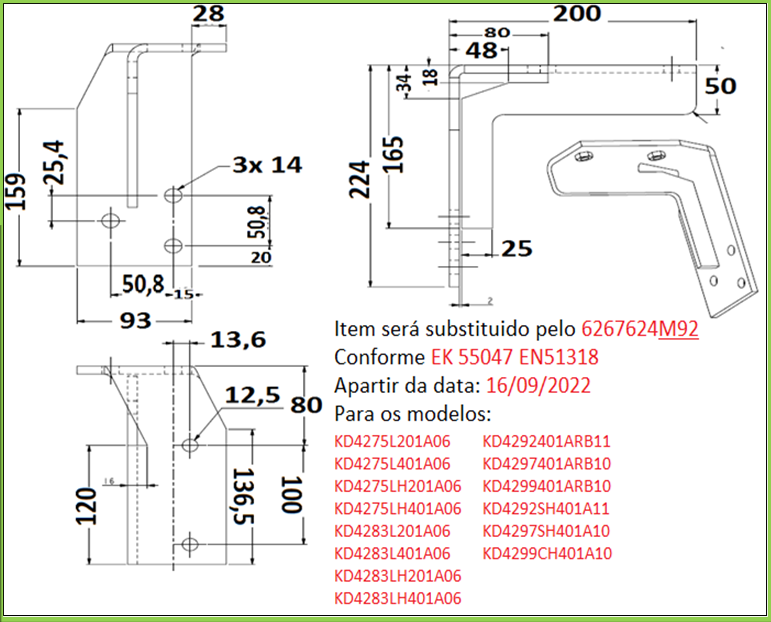 28
159
25,4
3x 14
50,8
20
50,8
15
93
200
80
48
34
18
50
224
165
25
2
13,6
12,5
80
16
120
136,5
100
Item será substituido pelo 6267624M92
Conforme EK 55047 EN51318
Apartir da data: 16/09/2022
Para os modelos:
KD4275L201A06 KD4292401ARB11
KD4275L401A06 KD4297401ARB10
KD4275LH201A06 KD4299401ARB10
KD4275LH401A06 KD4292SH401A11
KD4283L201A06 KD4297SH401A10
KD4283L401A06 KD4299CH401A10
KD4283LH201A06
KD4283LH401A06